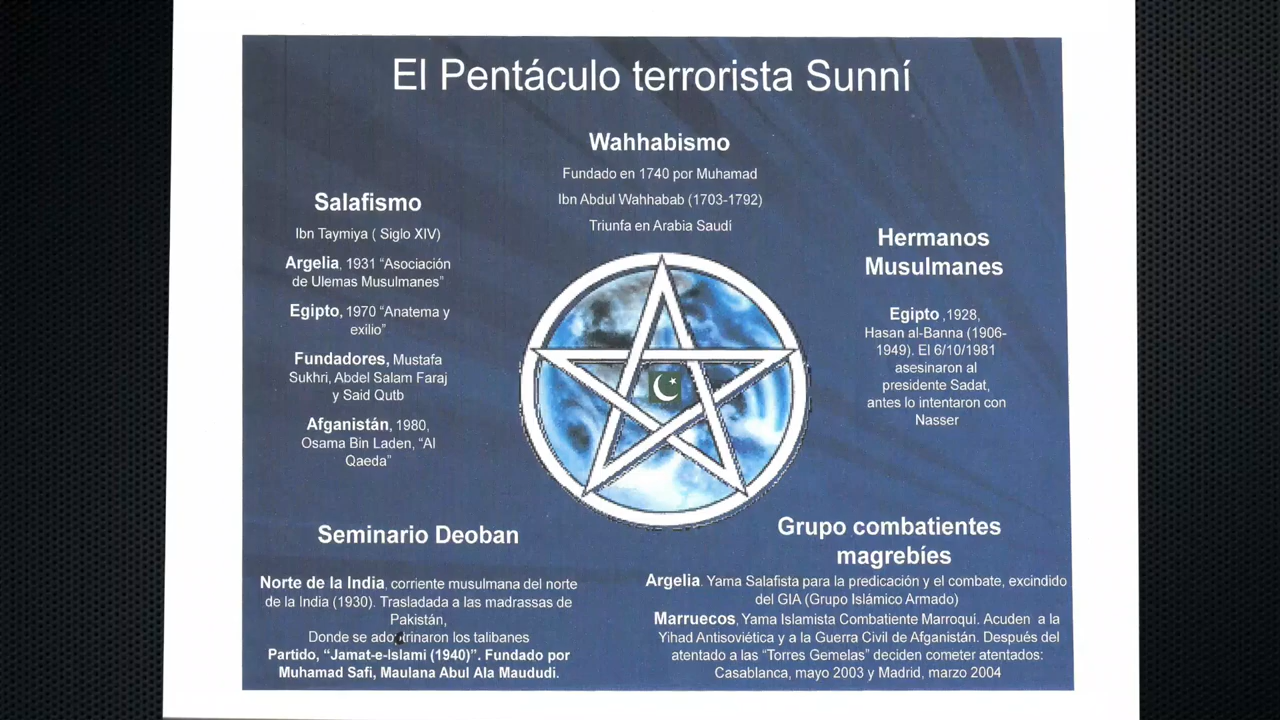 El Pentáculo terrorista Sunní
Wahhabismo
Fundado en 1740 por Muhamad
Ibn Abdul Wahhabab (1703-1792)
Triunfa en Arabia Saudí
Salafismo
Ibn Taymiya ( Siglo XIV)
Argelia, 1931 “Asociación
de Ulemas Musulmanes”
Egipto, 1970 “Anatema y
exilio”
Fundadores, Mustafa
Sukhri, Abdel Salam Faraj
y Said Qutb
Afganistán, 1980,
Osama Bin Laden, “Al
Qaeda”
Hermanos
Musulmanes
Egipto ,1928,
Hasan al-Banna (1906-
1949). El 6/10/1981
asesinaron al
presidente Sadat,
antes lo intentaron con
Nasser
Seminario Deoban
Norte de la India, corriente musulmana del norte
de la India (1930). Trasladada a las madrassas de
Pakistán,
Donde se adoctrinaron los talibanes
Partido, “Jamat-e-Islami (1940)”. Fundado por
Muhamad Safi, Maulana Abul Ala Maududi.
Grupo combatientes
magrebíes
Argelia. Yama Salafista para la predicación y el combate, excindido
del GIA (Grupo Islámico Armado)
Marruecos, Yama Islamista Combatiente Marroquí. Acuden a la
Yihad Antisoviética y a la Guerra Civil de Afganistán. Después del
atentado a las “Torres Gemelas” deciden cometer atentados:
Casablanca, mayo 2003 y Madrid, marzo 2004